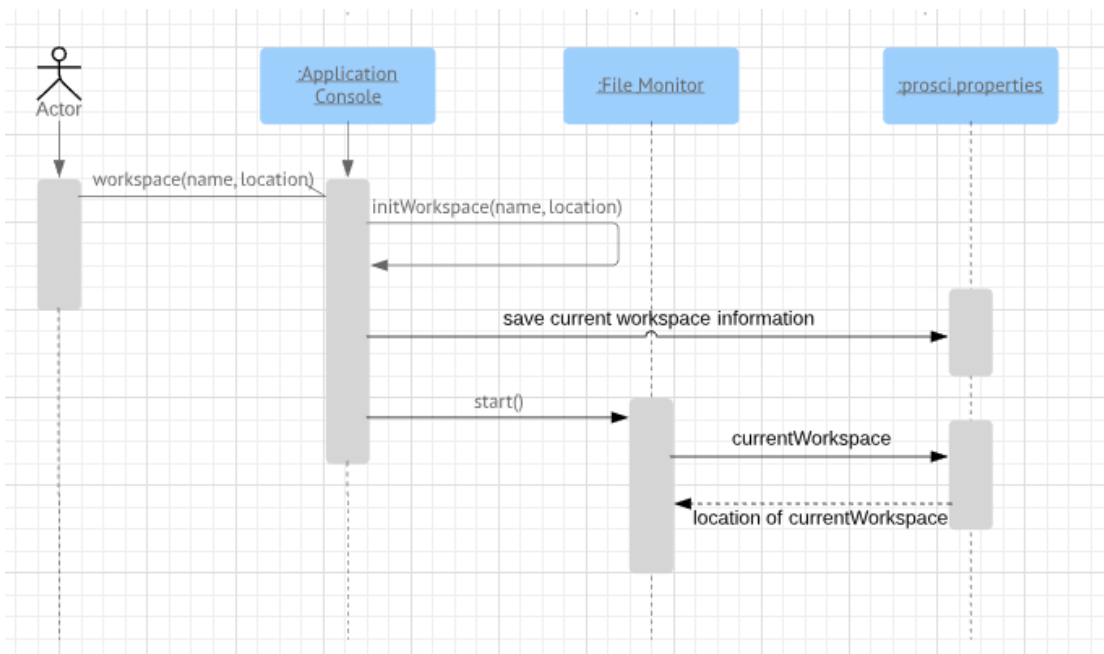 :Application
Console
:File Monitor
:prosci.properties
Actor
workspace(name, location)
initWorkspace(name, location)
save current workspace information
start()
currentWorkspace
location of currentWorkspace